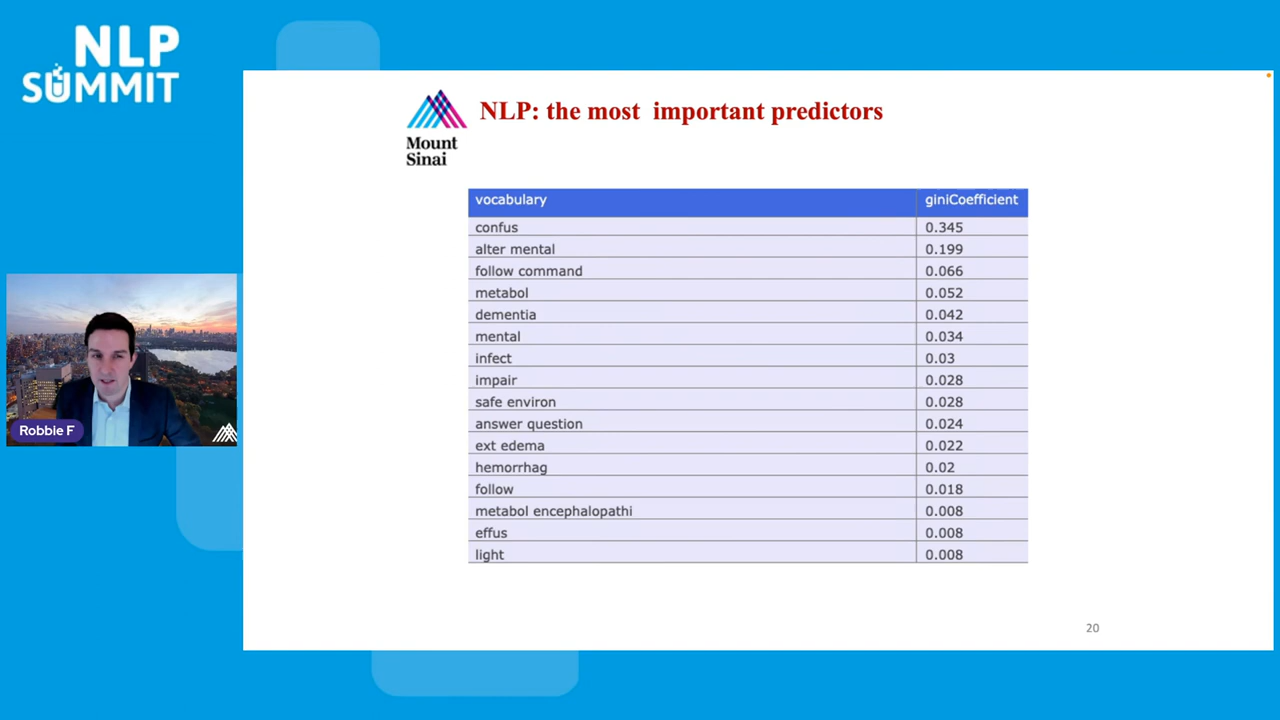 NLP
SUMMIT
Mount
Sinai
NLP: the most important predictors
vocabulary giniCoefficient
confus 0.345
alter mental 0.199
follow command 0.066
metabol 0.052
dementia 0.042
mental 0.034
infect 0.03
impair 0.028
safe environ 0.028
answer question 0.024
ext edema 0.022
hemorrhag 0.02
follow 0.018
metabol encephalopathi 0.008
effus 0.008
light 0.008
Robbie F
20